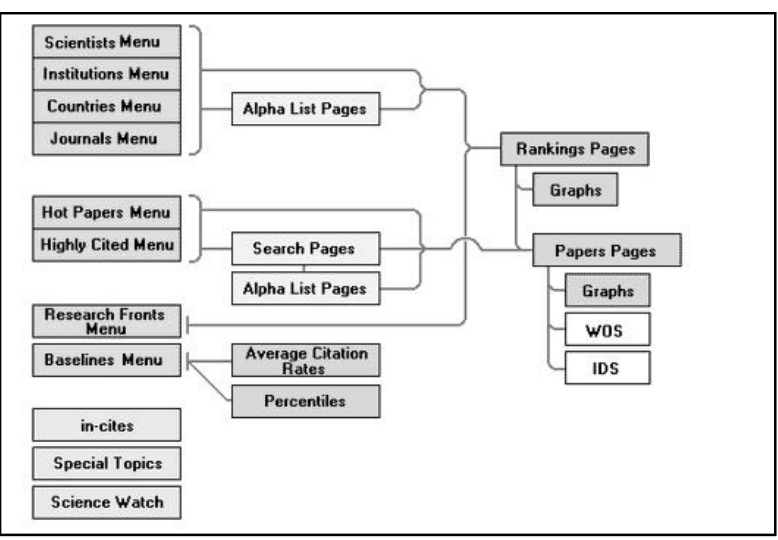 Scientists Menu
Institutions Menu
Countries Menu
Alpha List Pages
Journals Menu
Rankings Pages
Graphs
Hot Papers Menu
Highly Cited Menu
Search Pages
Papers Pages
Alpha List Pages
Graphs
WOS
IDS
Research Fronts
Menu
Baselines Menu
Average Citation
Rates
Percentiles
in-cites
Special Topics
Science Watch